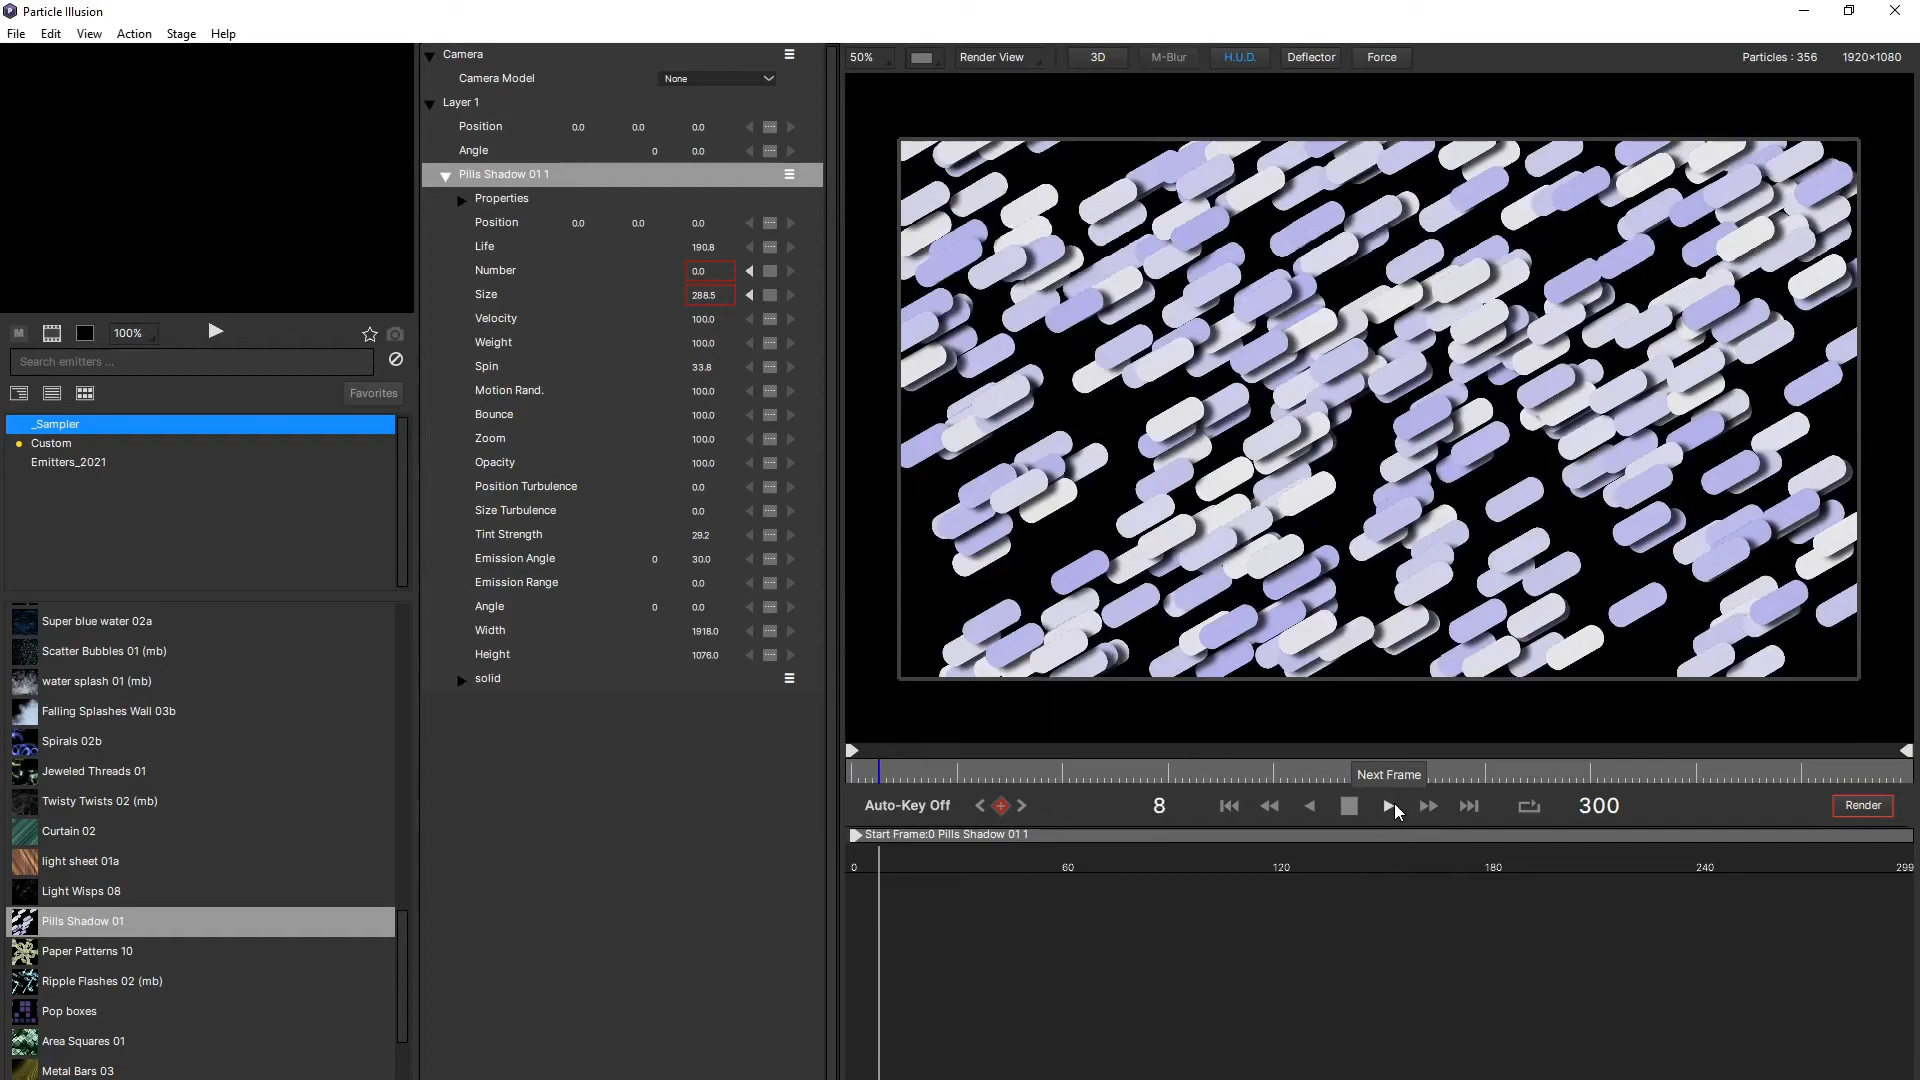 Particle Illusion
File Edit View Action Stage Help
M 100%
Search emitters ...
Favorites
_Sampler
Custom
Emitters_2021
Super blue water 02a
Scatter Bubbles 01 (mb)
water splash 01 (mb)
Falling Splashes Wall 03b
Spirals 02b
Jeweled Threads 01
Twisty Twists 02 (mb)
Curtain 02
light sheet 01a
Light Wisps 08
Pills Shadow 01
Paper Patterns 10
Ripple Flashes 02 (mb)
Pop boxes
Area Squares 01
Metal Bars 03
Camera
Camera Model None
Layer 1
Position 0.0 0.0 0.0
Angle 0 0.0
Pills Shadow 01 1
Properties
Position 0.0 0.0 0.0
Life 190.8
Number 0.0
Size 288.5
Velocity 100.0
Weight 100.0
Spin 33.8
Motion Rand. 100.0
Bounce 100.0
Zoom 100.0
Opacity 100.0
Position Turbulence 0.0
Size Turbulence 0.0
Tint Strength 29.2
Emission Angle 0 30.0
Emission Range 0.0
Angle 0 0.0
Width 1918.0
Height 1076.0
solid
50% Render View 3D M-Blur H.U.D. Deflector Force Particles : 356 1920×1080
Next Frame
Auto-Key Off 8 300 Render
Start Frame:0 Pills Shadow 01 1
0 60 120 180 240 299